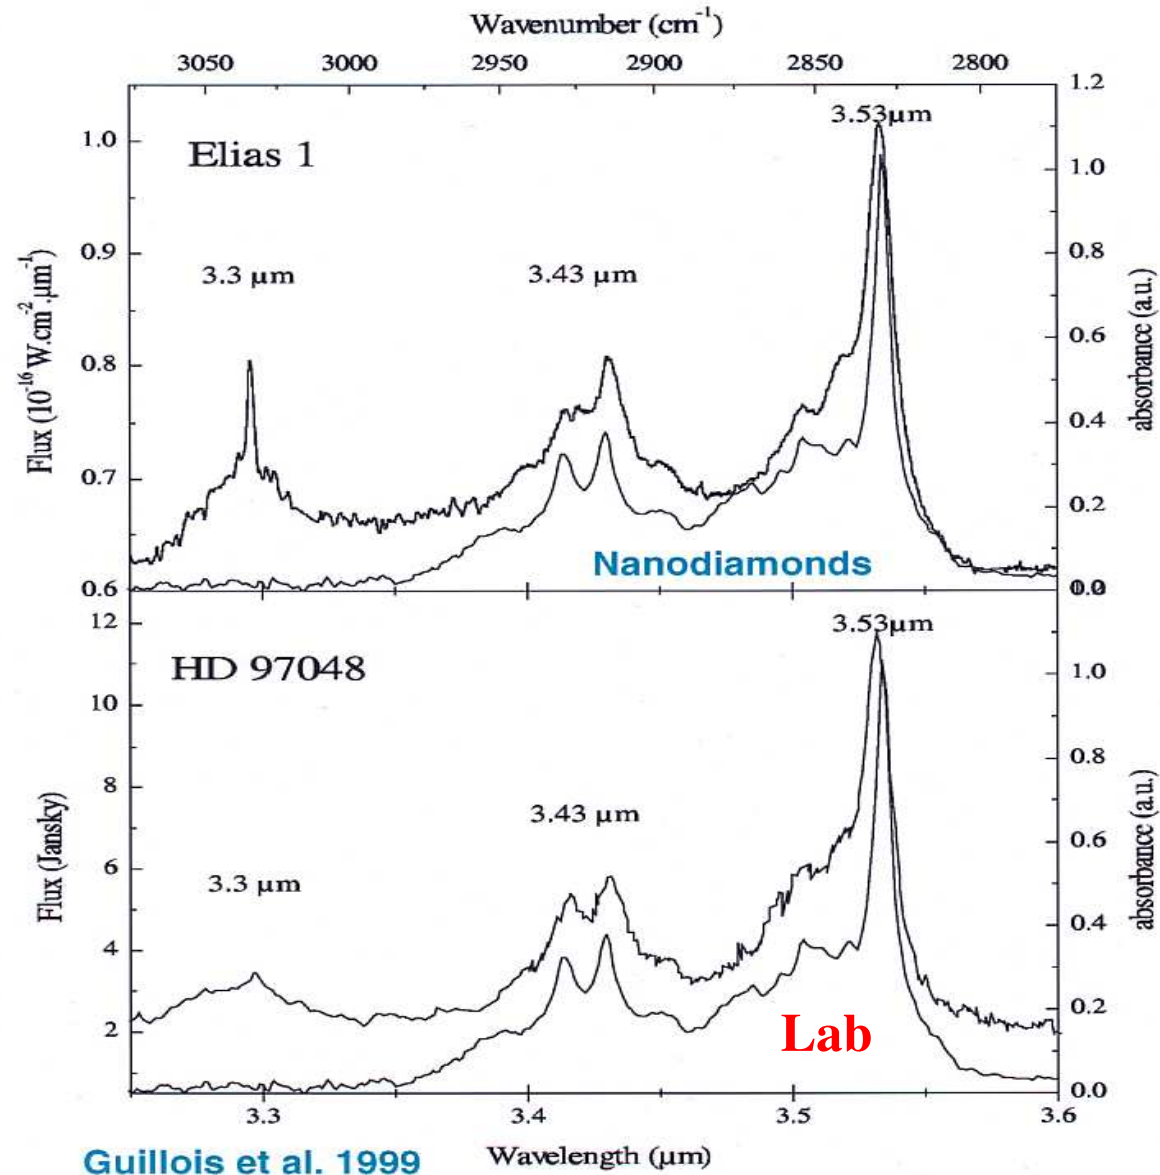 Wavenumber (cm⁻¹)
3050 3000 2950 2900 2850 2800
Elias 1
3.53µm
3.3 µm
3.43 µm
Flux (10⁻¹⁶ W.cm⁻².µm⁻¹)
1.0
0.9
0.8
0.7
0.6
absorbance (a.u.)
1.2
1.0
0.8
0.6
0.4
0.2
0.0
Nanodiamonds
HD 97048
3.53µm
3.43 µm
3.3 µm
Flux (Jansky)
12
10
8
6
4
2
absorbance (a.u.)
1.0
0.8
0.6
0.4
0.2
0.0
Lab
3.3 3.4 3.5 3.6
Wavelength (µm)
Guillois et al. 1999